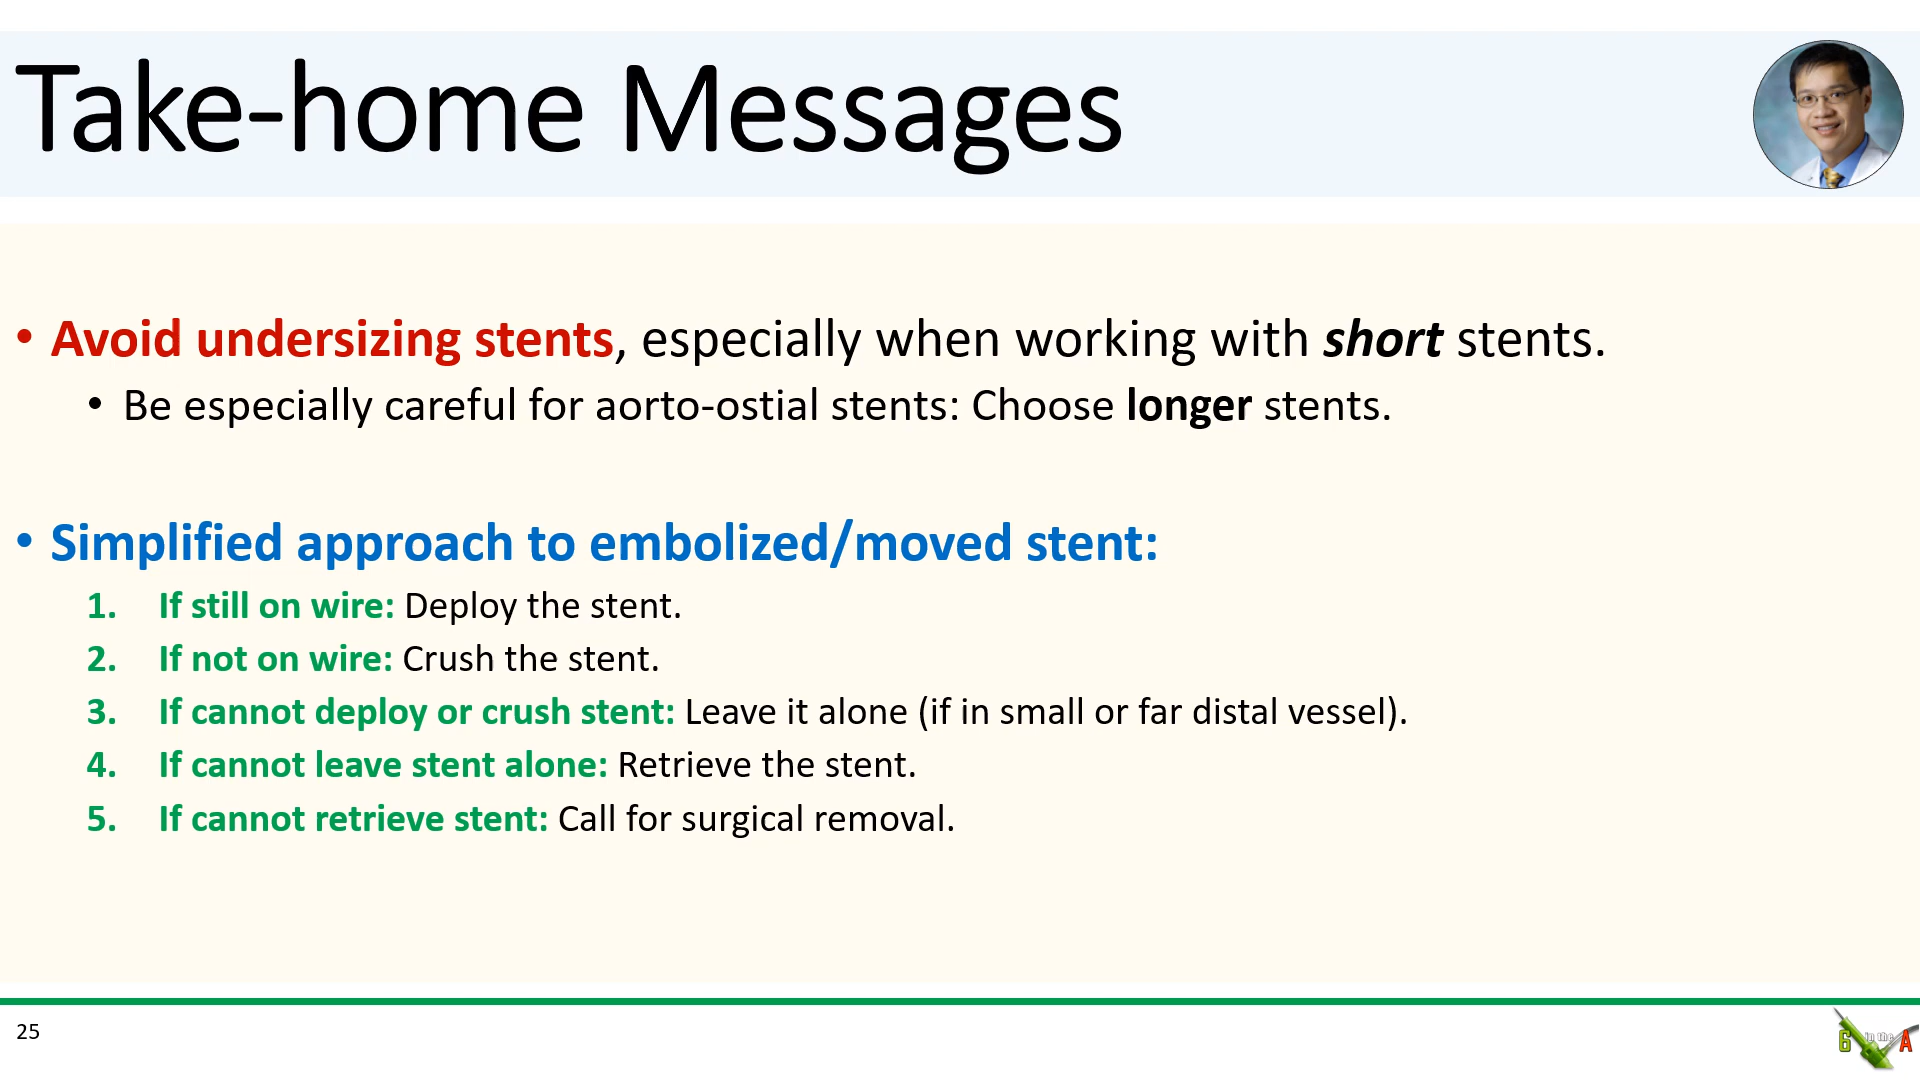 Take-home Messages
• Avoid undersizing stents, especially when working with short stents.
• Be especially careful for aorto-ostial stents: Choose longer stents.
• Simplified approach to embolized/moved stent:
1. If still on wire: Deploy the stent.
2. If not on wire: Crush the stent.
3. If cannot deploy or crush stent: Leave it alone (if in small or far distal vessel).
4. If cannot leave stent alone: Retrieve the stent.
5. If cannot retrieve stent: Call for surgical removal.
25
6 in the A